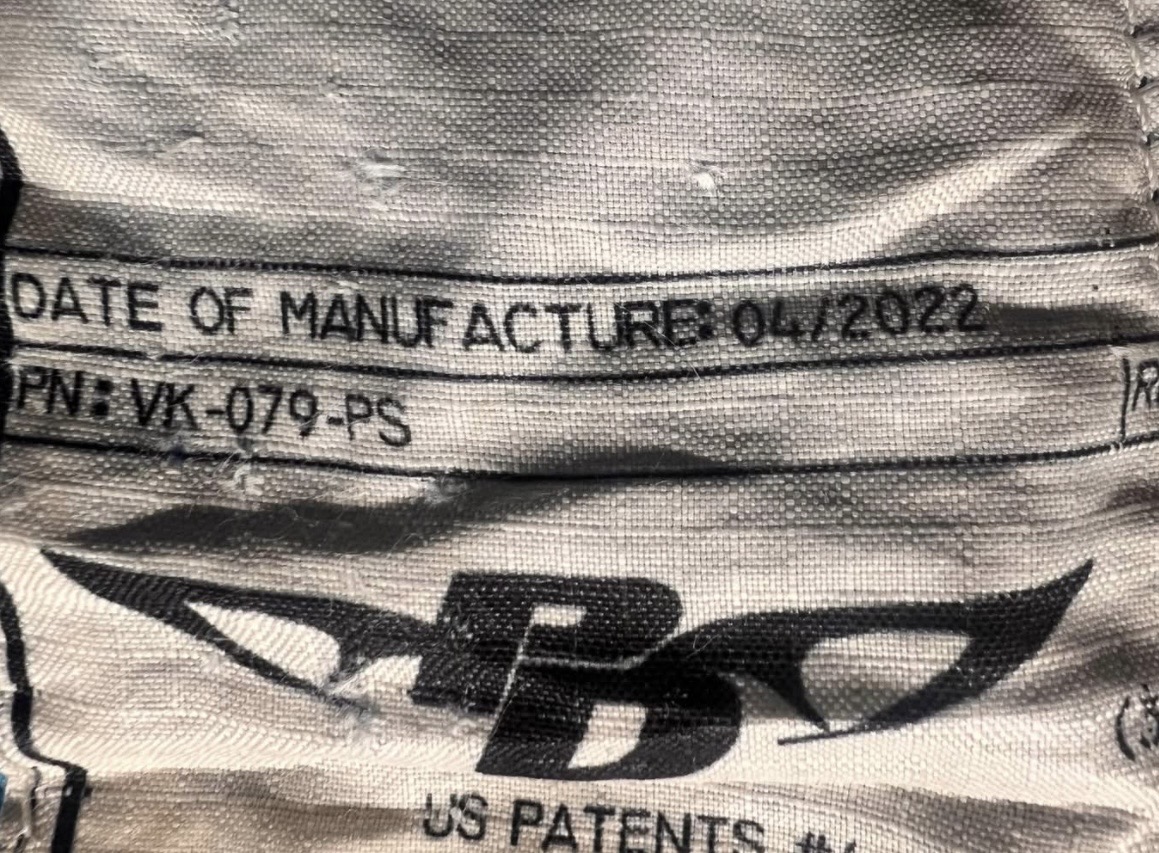 DATE OF MANUFACTURE: 04/2022
PN: VK-079-PS
B
US PATENTS